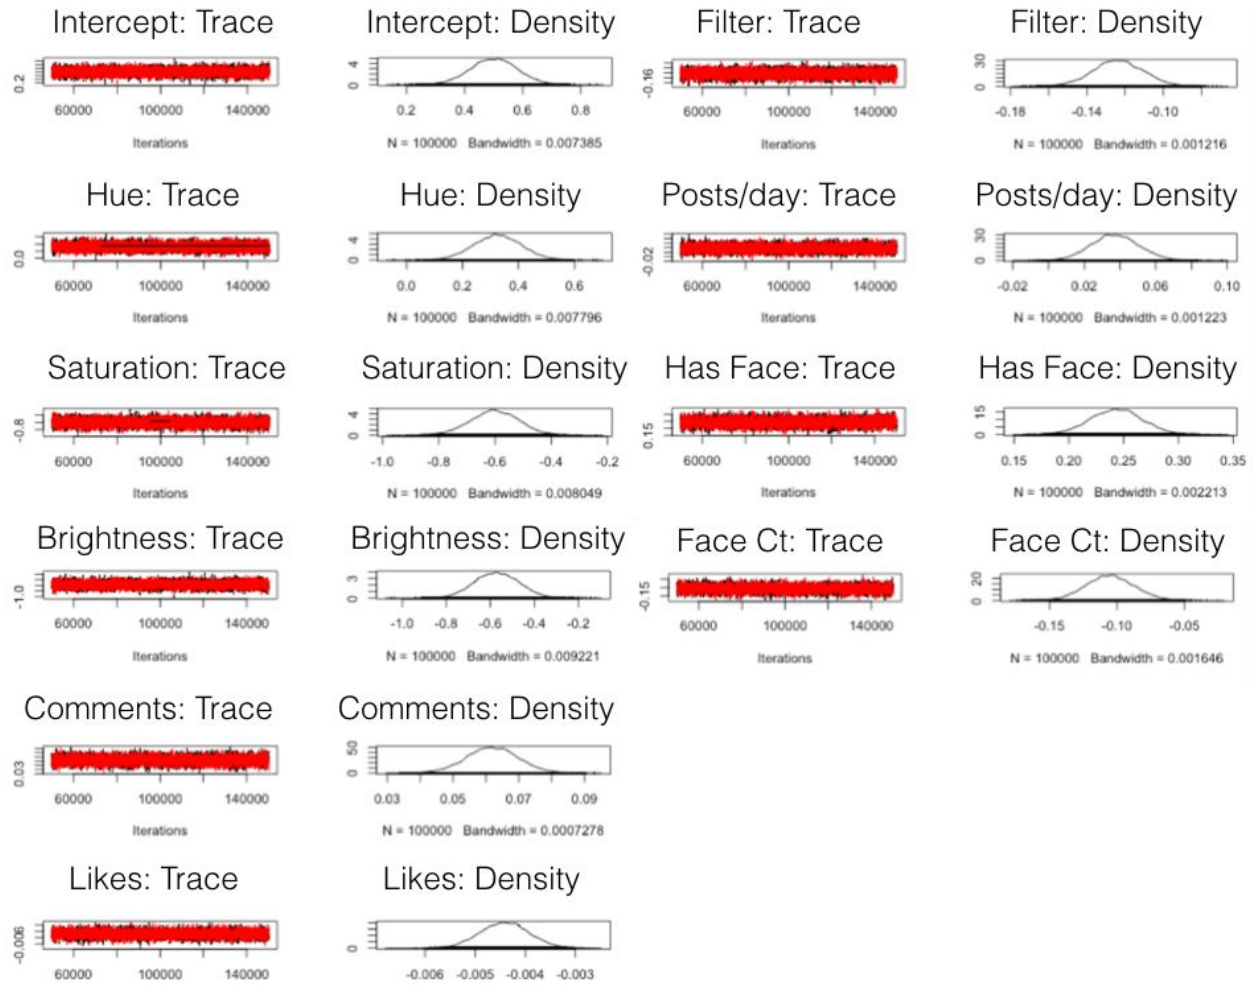 Intercept: Trace
0.2
60000 100000 140000
Iterations
Intercept: Density
0 4
0.2 0.4 0.6 0.8
N = 100000 Bandwidth = 0.007385
Filter: Trace
-0.16
60000 100000 140000
Iterations
Filter: Density
0 30
-0.18 -0.14 -0.10
N = 100000 Bandwidth = 0.001216
Hue: Trace
0.0
60000 100000 140000
Iterations
Hue: Density
0 4
0.0 0.2 0.4 0.6
N = 100000 Bandwidth = 0.007796
Posts/day: Trace
-0.02
60000 100000 140000
Iterations
Posts/day: Density
0 30
-0.02 0.02 0.06 0.10
N = 100000 Bandwidth = 0.001223
Saturation: Trace
-0.8
60000 100000 140000
Iterations
Saturation: Density
0 4
-1.0 -0.8 -0.6 -0.4 -0.2
N = 100000 Bandwidth = 0.008049
Has Face: Trace
0.15
60000 100000 140000
Iterations
Has Face: Density
0 15
0.15 0.20 0.25 0.30 0.35
N = 100000 Bandwidth = 0.002213
Brightness: Trace
-1.0
60000 100000 140000
Iterations
Brightness: Density
0 3
-1.0 -0.8 -0.6 -0.4 -0.2
N = 100000 Bandwidth = 0.009221
Face Ct: Trace
-0.15
60000 100000 140000
Iterations
Face Ct: Density
0 20
-0.15 -0.10 -0.05
N = 100000 Bandwidth = 0.001646
Comments: Trace
0.03
60000 100000 140000
Iterations
Comments: Density
0 50
0.03 0.05 0.07 0.09
N = 100000 Bandwidth = 0.0007278
Likes: Trace
-0.006
60000 100000 140000
Likes: Density
0
-0.006 -0.005 -0.004 -0.003